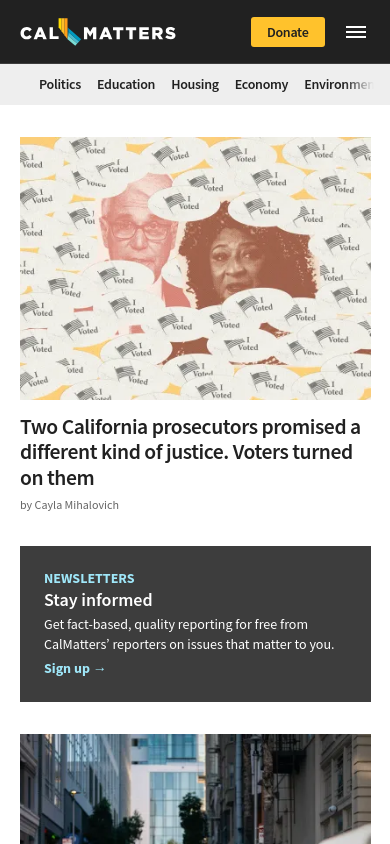 CAL MATTERS
Donate
Politics Education Housing Economy Environmen
I Voted
Two California prosecutors promised a
different kind of justice. Voters turned
on them
by Cayla Mihalovich
NEWSLETTERS
Stay informed
Get fact-based, quality reporting for free from
CalMatters’ reporters on issues that matter to you.
Sign up →